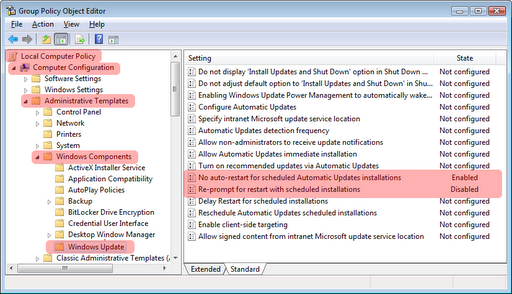 Group Policy Object Editor
File Action View Help
Local Computer Policy
Computer Configuration
Software Settings
Windows Settings
Administrative Templates
Control Panel
Network
Printers
System
Windows Components
ActiveX Installer Service
Application Compatibility
AutoPlay Policies
Backup
BitLocker Drive Encryption
Credential User Interface
Desktop Window Manager
Windows Update
Classic Administrative Templates (
Setting State
Do not display 'Install Updates and Shut Down' option in Shut Down ... Not configured
Do not adjust default option to 'Install Updates and Shut Down' in Shu... Not configured
Enabling Windows Update Power Management to automatically wake... Not configured
Configure Automatic Updates Not configured
Specify intranet Microsoft update service location Not configured
Automatic Updates detection frequency Not configured
Allow non-administrators to receive update notifications Not configured
Allow Automatic Updates immediate installation Not configured
Turn on recommended updates via Automatic Updates Not configured
No auto-restart for scheduled Automatic Updates installations Enabled
Re-prompt for restart with scheduled installations Disabled
Delay Restart for scheduled installations Not configured
Reschedule Automatic Updates scheduled installations Not configured
Enable client-side targeting Not configured
Allow signed content from intranet Microsoft update service location Not configured
Extended Standard